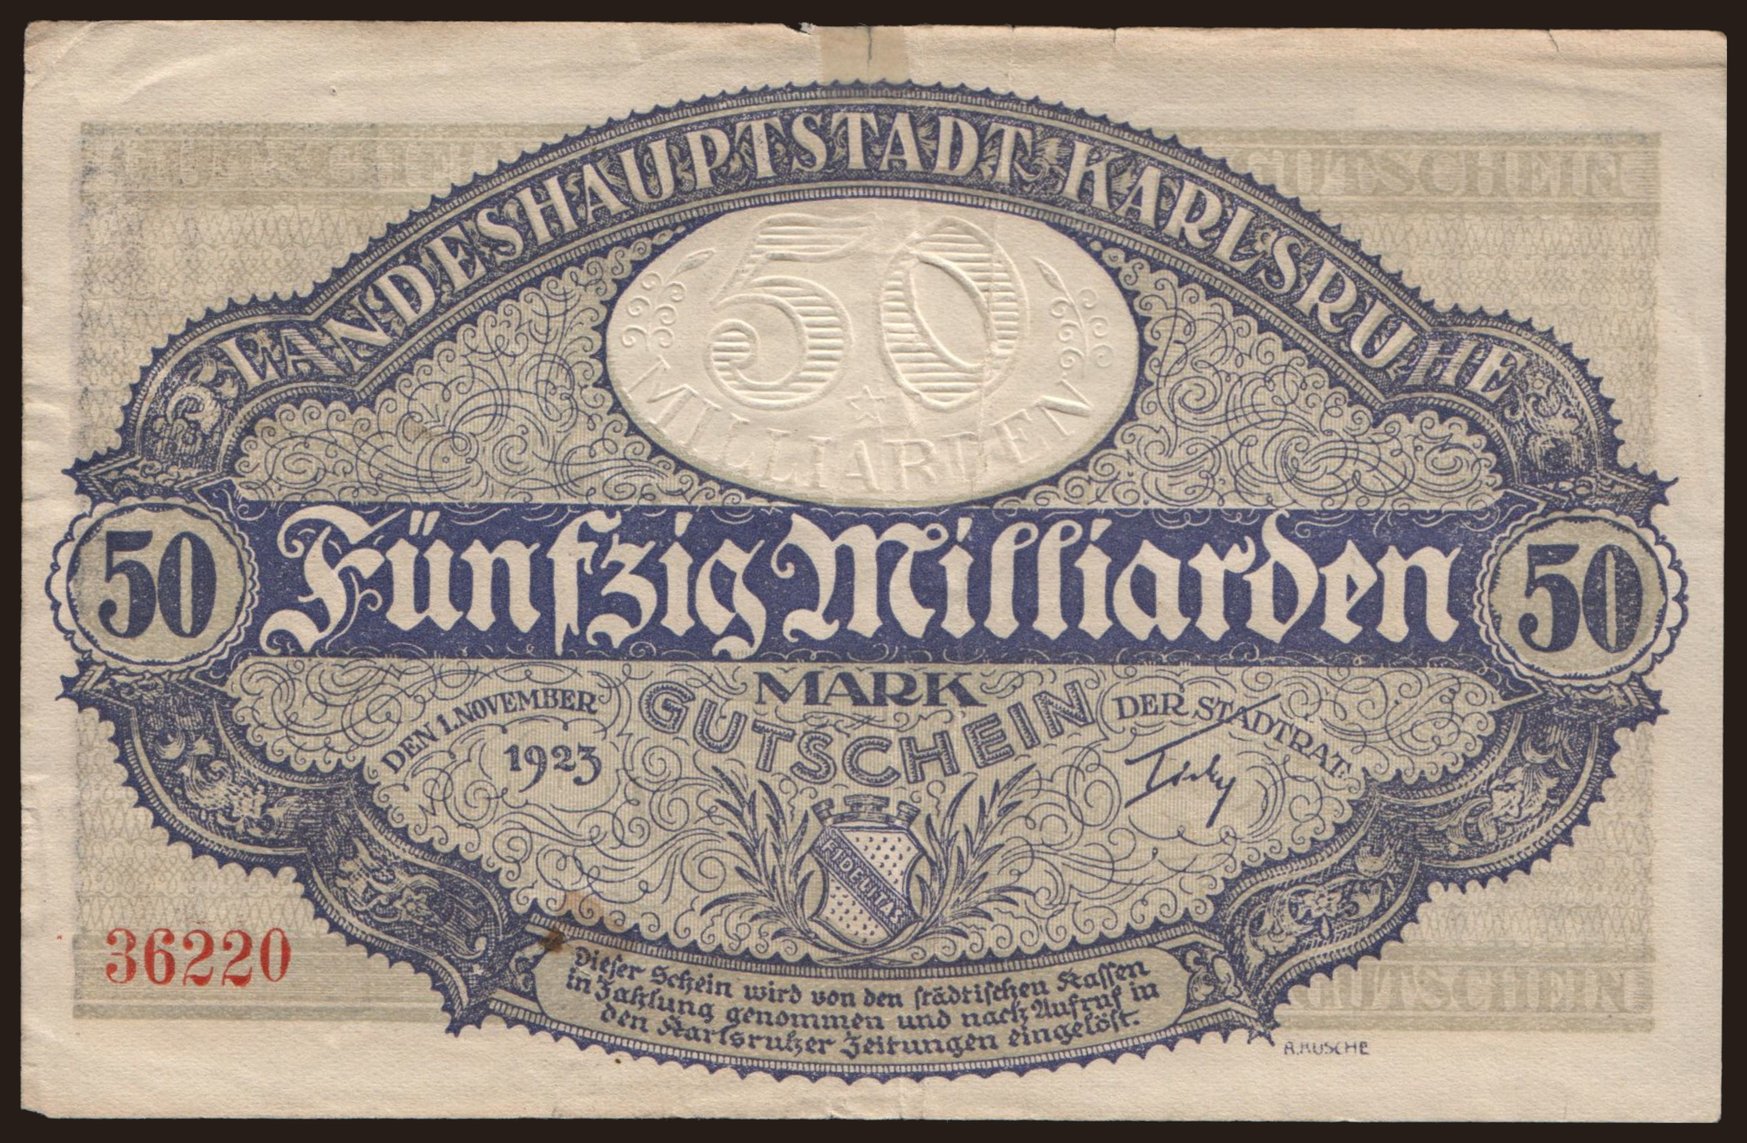 LANDESHAUPTSTADT KARLSRUHE
GUTSCHEIN
50
MILLIARDEN
50
Fünfzig Milliarden
50
MARK
GUTSCHEIN
DEN 1. NOVEMBER
1923
DER STADTRAT:
FIDELITAS
36220
Dieser Schein wird von den städtischen Kassen
in Zahlung genommen und nach Aufruf in
den Karlsruher Zeitungen eingelöst.
GUTSCHEIN
A. KUSCHE